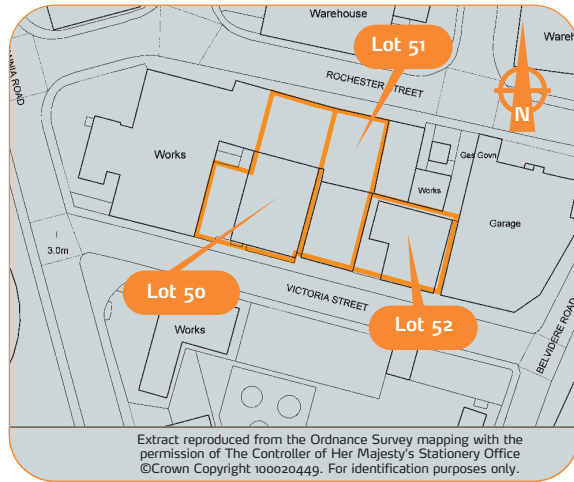 Warehouse
Lot 51
ROCHESTER STREET
N
Works
Gas Govn
Works
Garage
3.0m
Lot 50
VICTORIA STREET
Lot 52
Works
BELVIDERE ROAD
Extract reproduced from the Ordnance Survey mapping with the
permission of The Controller of Her Majesty's Stationery Office
©Crown Copyright 100020449. For identification purposes only.